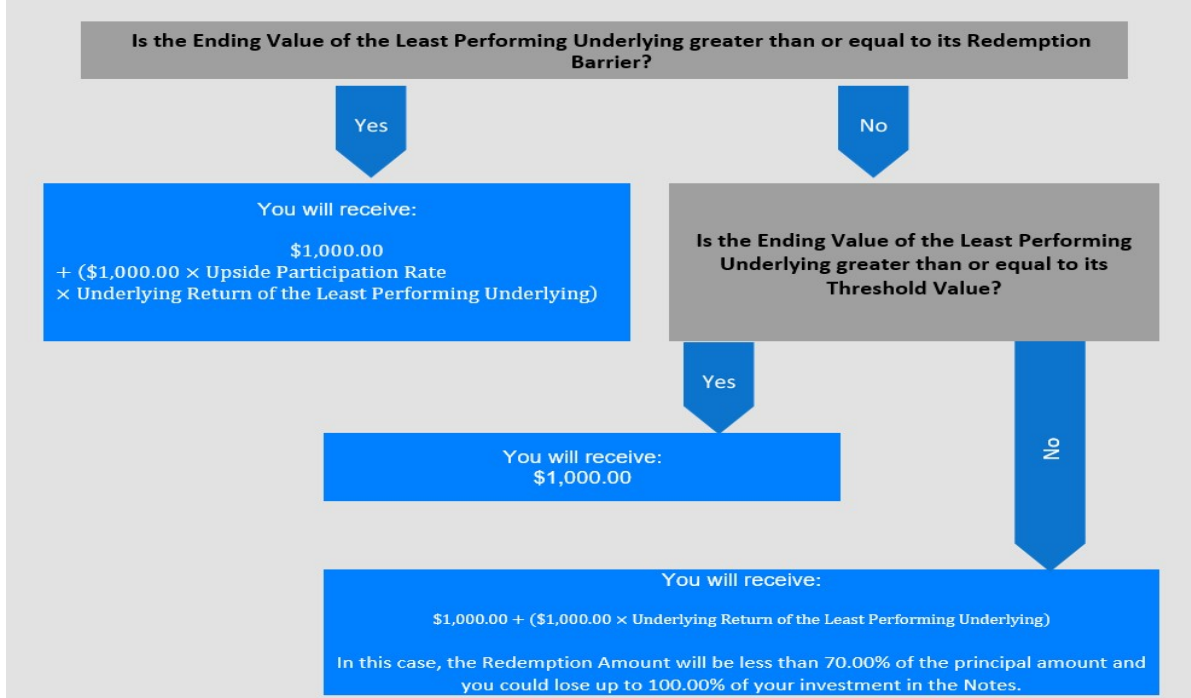 Is the Ending Value of the Least Performing Underlying greater than or equal to its Redemption
Barrier?
Yes
No
You will receive:
$1,000.00
+ ($1,000.00 × Upside Participation Rate
× Underlying Return of the Least Performing Underlying)
Is the Ending Value of the Least Performing
Underlying greater than or equal to its
Threshold Value?
Yes
No
You will receive:
$1,000.00
You will receive:
$1,000.00 + ($1,000.00 × Underlying Return of the Least Performing Underlying)
In this case, the Redemption Amount will be less than 70.00% of the principal amount and
you could lose up to 100.00% of your investment in the Notes.